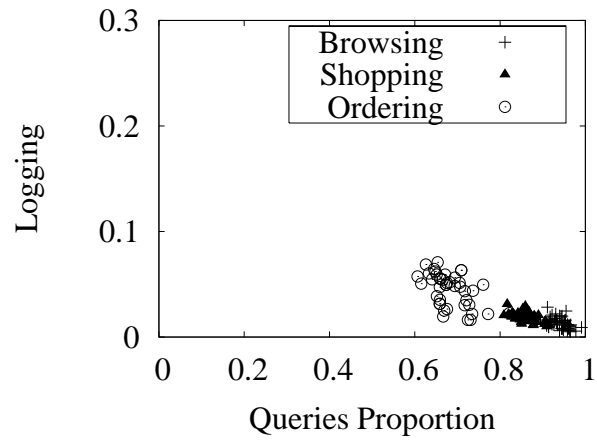 0.3
Browsing
Shopping
Ordering
0.2
Logging
0.1
0
0 0.2 0.4 0.6 0.8 1
Queries Proportion